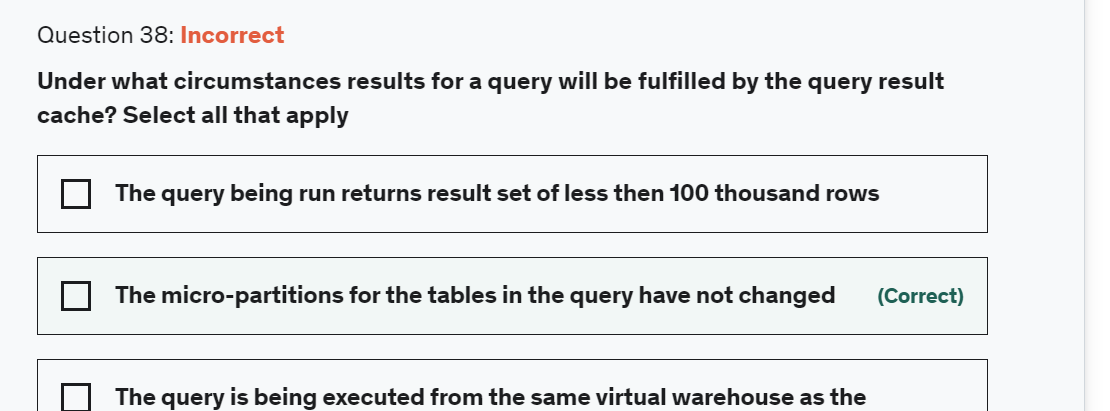 Question 38: Incorrect
Under what circumstances results for a query will be fulfilled by the query result
cache? Select all that apply
The query being run returns result set of less then 100 thousand rows
The micro-partitions for the tables in the query have not changed (Correct)
The query is being executed from the same virtual warehouse as the